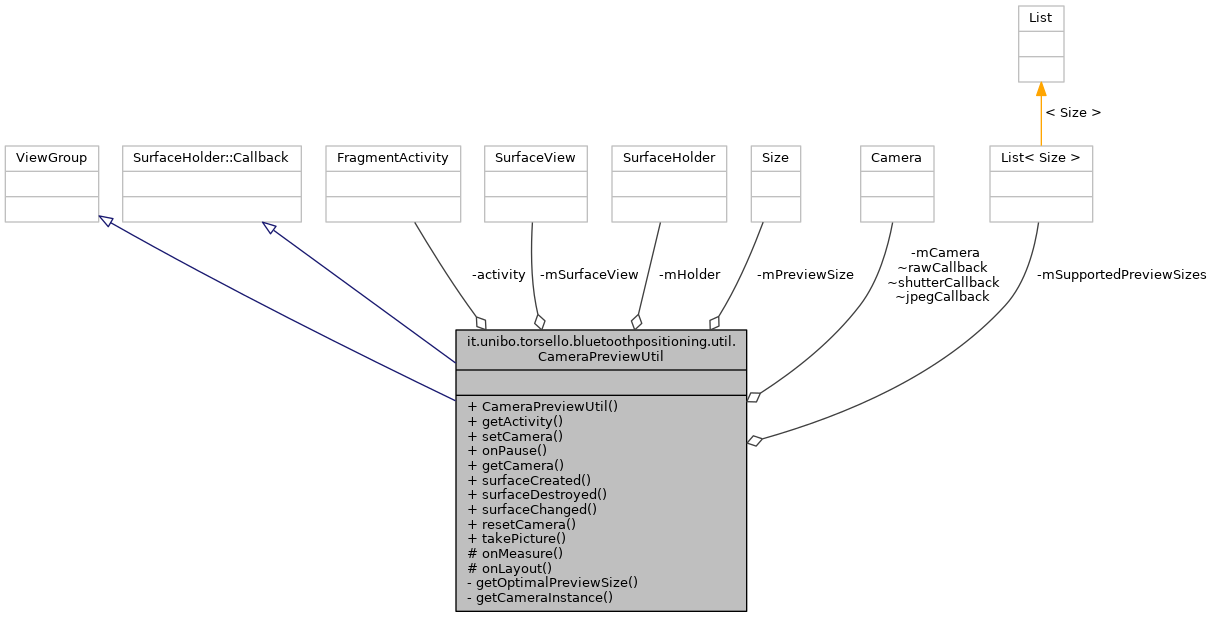 List
< Size >
ViewGroup
SurfaceHolder::Callback
FragmentActivity
SurfaceView
SurfaceHolder
Size
Camera
List< Size >
-activity
-mSurfaceView
-mHolder
-mPreviewSize
-mCamera
~rawCallback
~shutterCallback
~jpegCallback
-mSupportedPreviewSizes
it.unibo.torsello.bluetoothpositioning.util.
CameraPreviewUtil
+ CameraPreviewUtil()
+ getActivity()
+ setCamera()
+ onPause()
+ getCamera()
+ surfaceCreated()
+ surfaceDestroyed()
+ surfaceChanged()
+ resetCamera()
+ takePicture()
# onMeasure()
# onLayout()
- getOptimalPreviewSize()
- getCameraInstance()